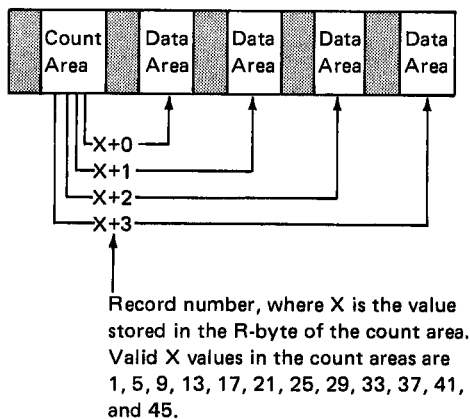 Count Area
Data Area
Data Area
Data Area
Data Area
X+0
X+1
X+2
X+3
Record number, where X is the value
stored in the R-byte of the count area.
Valid X values in the count areas are
1, 5, 9, 13, 17, 21, 25, 29, 33, 37, 41,
and 45.